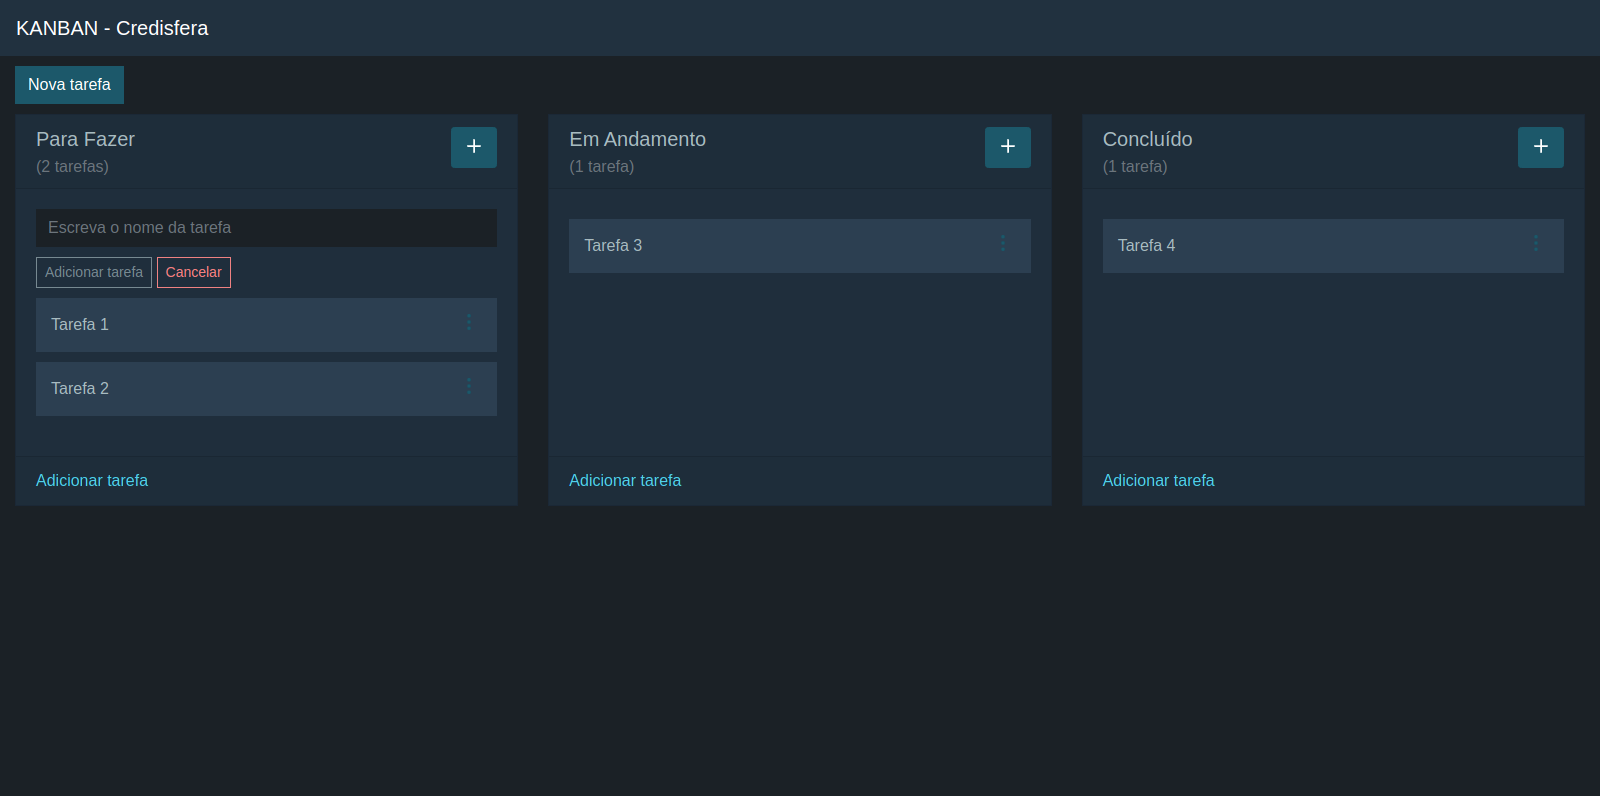 KANBAN - Credisfera
Nova tarefa
Para Fazer
(2 tarefas)
Escreva o nome da tarefa
Adicionar tarefa Cancelar
Tarefa 1
Tarefa 2
Adicionar tarefa
Em Andamento
(1 tarefa)
Tarefa 3
Adicionar tarefa
Concluído
(1 tarefa)
Tarefa 4
Adicionar tarefa